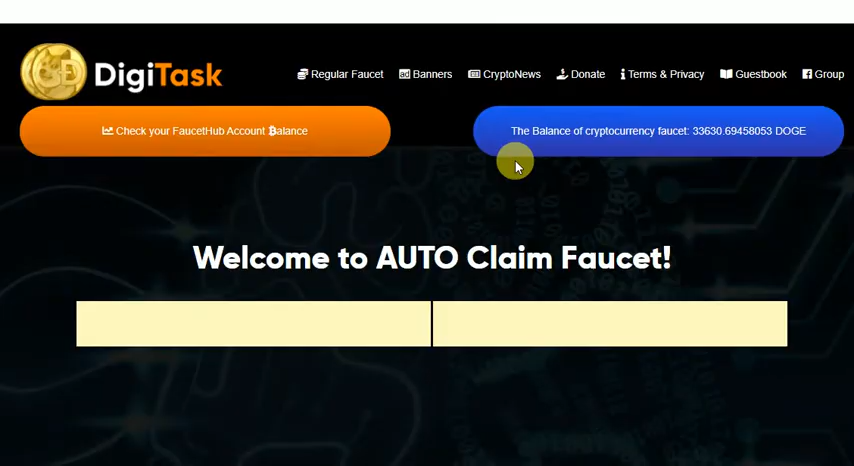 DigiTask
Regular Faucet Banners CryptoNews Donate Terms & Privacy Guestbook Group
Check your FaucetHub Account Balance
The Balance of cryptocurrency faucet: 33630.69458053 DOGE
Welcome to AUTO Claim Faucet!